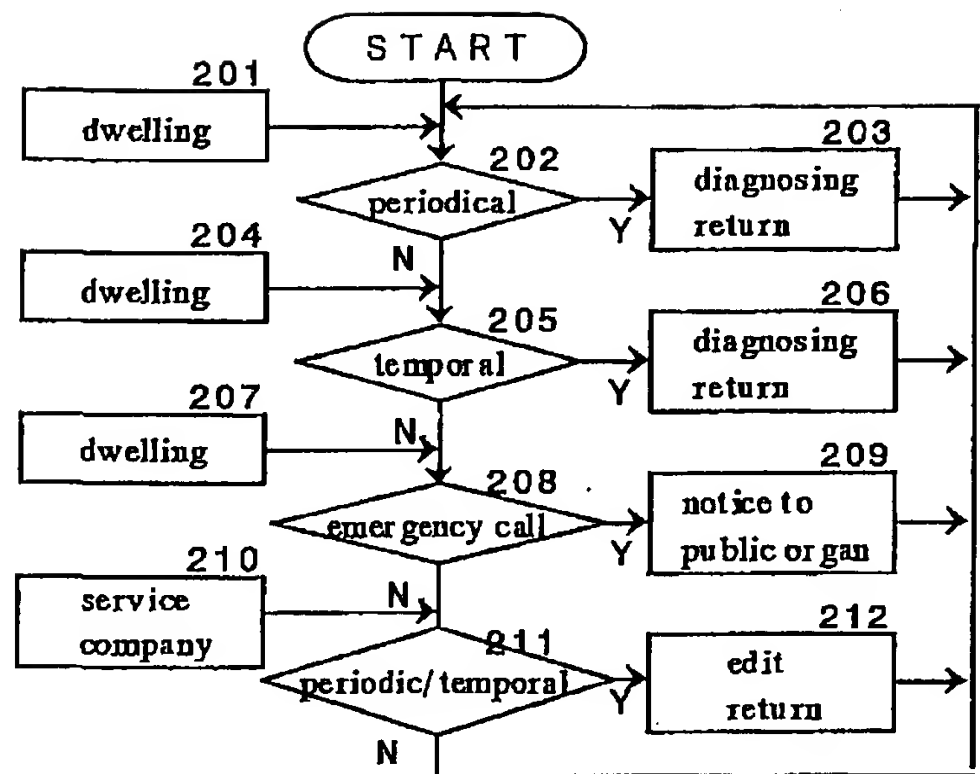 START
201
dwelling
202
periodical
Y
203
diagnosing
return
N
204
dwelling
205
temporal
Y
206
diagnosing
return
N
207
dwelling
208
emergency call
Y
209
notice to
public organ
N
210
service
company
211
periodic/temporal
Y
212
edit
return
N